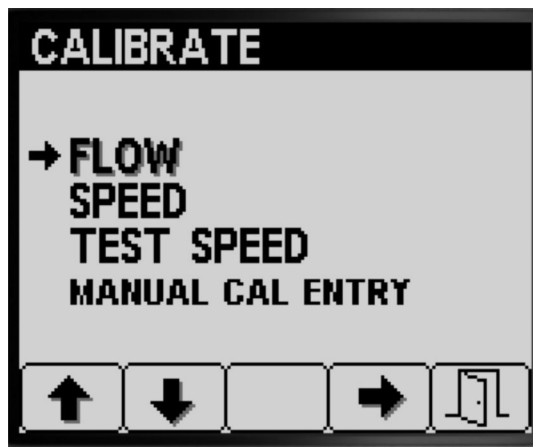 CALIBRATE
FLOW
SPEED
TEST SPEED
MANUAL CAL ENTRY